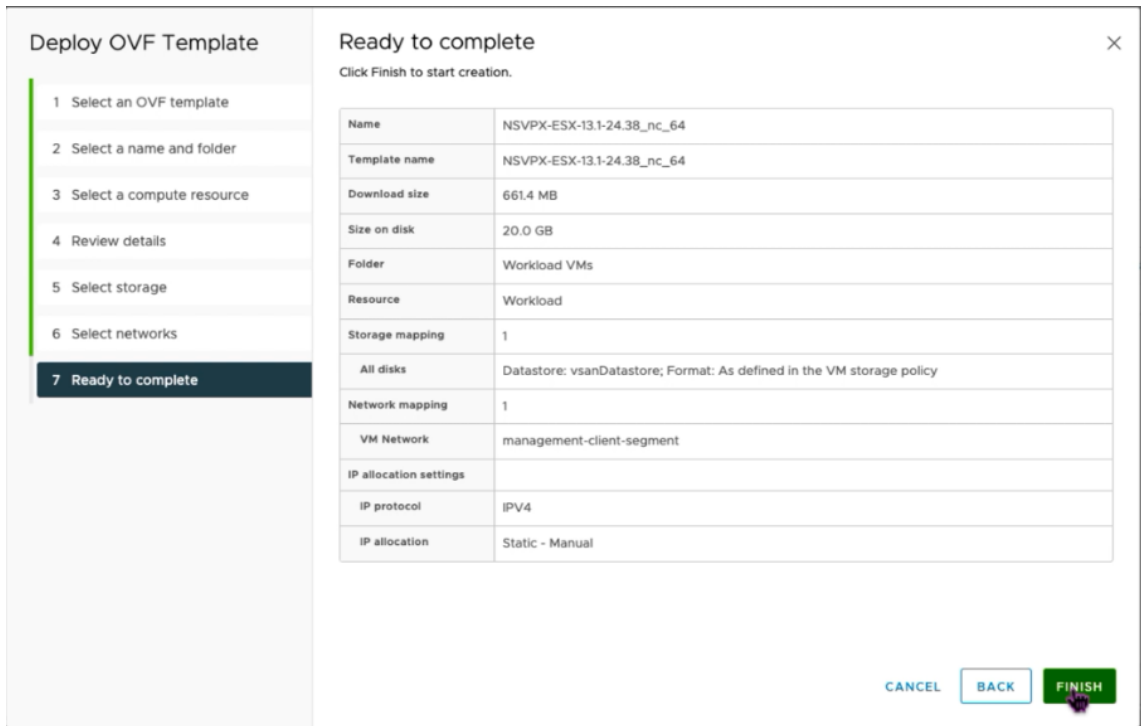 Deploy OVF Template
1 Select an OVF template
2 Select a name and folder
3 Select a compute resource
4 Review details
5 Select storage
6 Select networks
7 Ready to complete
Ready to complete
Click Finish to start creation.
Name NSVPX-ESX-13.1-24.38_nc_64
Template name NSVPX-ESX-13.1-24.38_nc_64
Download size 661.4 MB
Size on disk 20.0 GB
Folder Workload VMs
Resource Workload
Storage mapping 1
All disks Datastore: vsanDatastore; Format: As defined in the VM storage policy
Network mapping 1
VM Network management-client-segment
IP allocation settings
IP protocol IPV4
IP allocation Static - Manual
CANCEL BACK FINISH